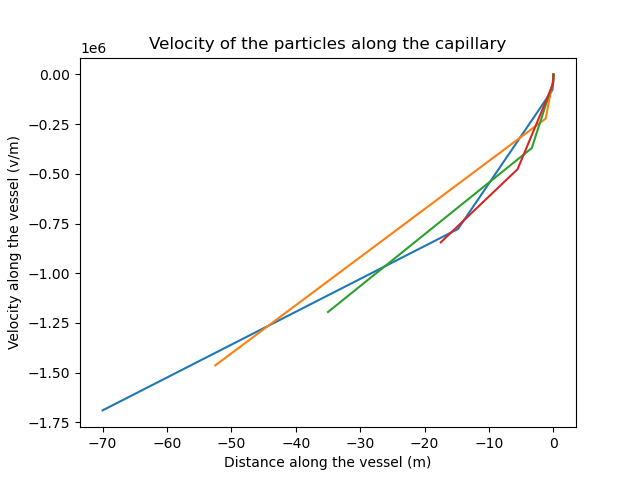 Velocity of the particles along the capillary
1e6
0.00
−0.25
−0.50
−0.75
−1.00
−1.25
−1.50
−1.75
Velocity along the vessel (v/m)
−70 −60 −50 −40 −30 −20 −10 0
Distance along the vessel (m)